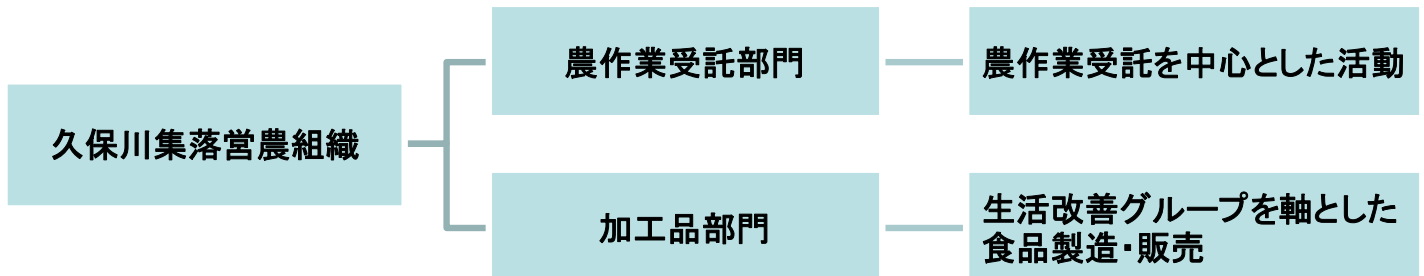 久保川集落営農組織
農作業受託部門
農作業受託を中心とした活動
加工品部門
生活改善グループを軸とした
食品製造・販売